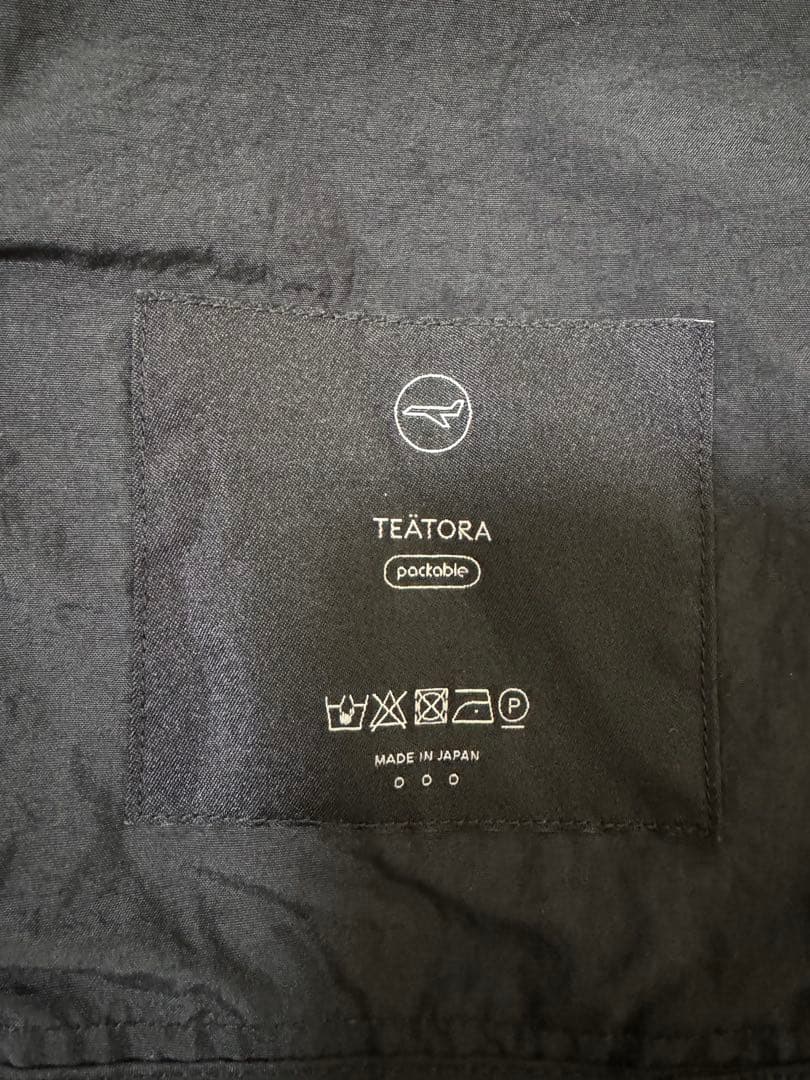 TEÄTORA
packable
P
MADE IN JAPAN
O O O